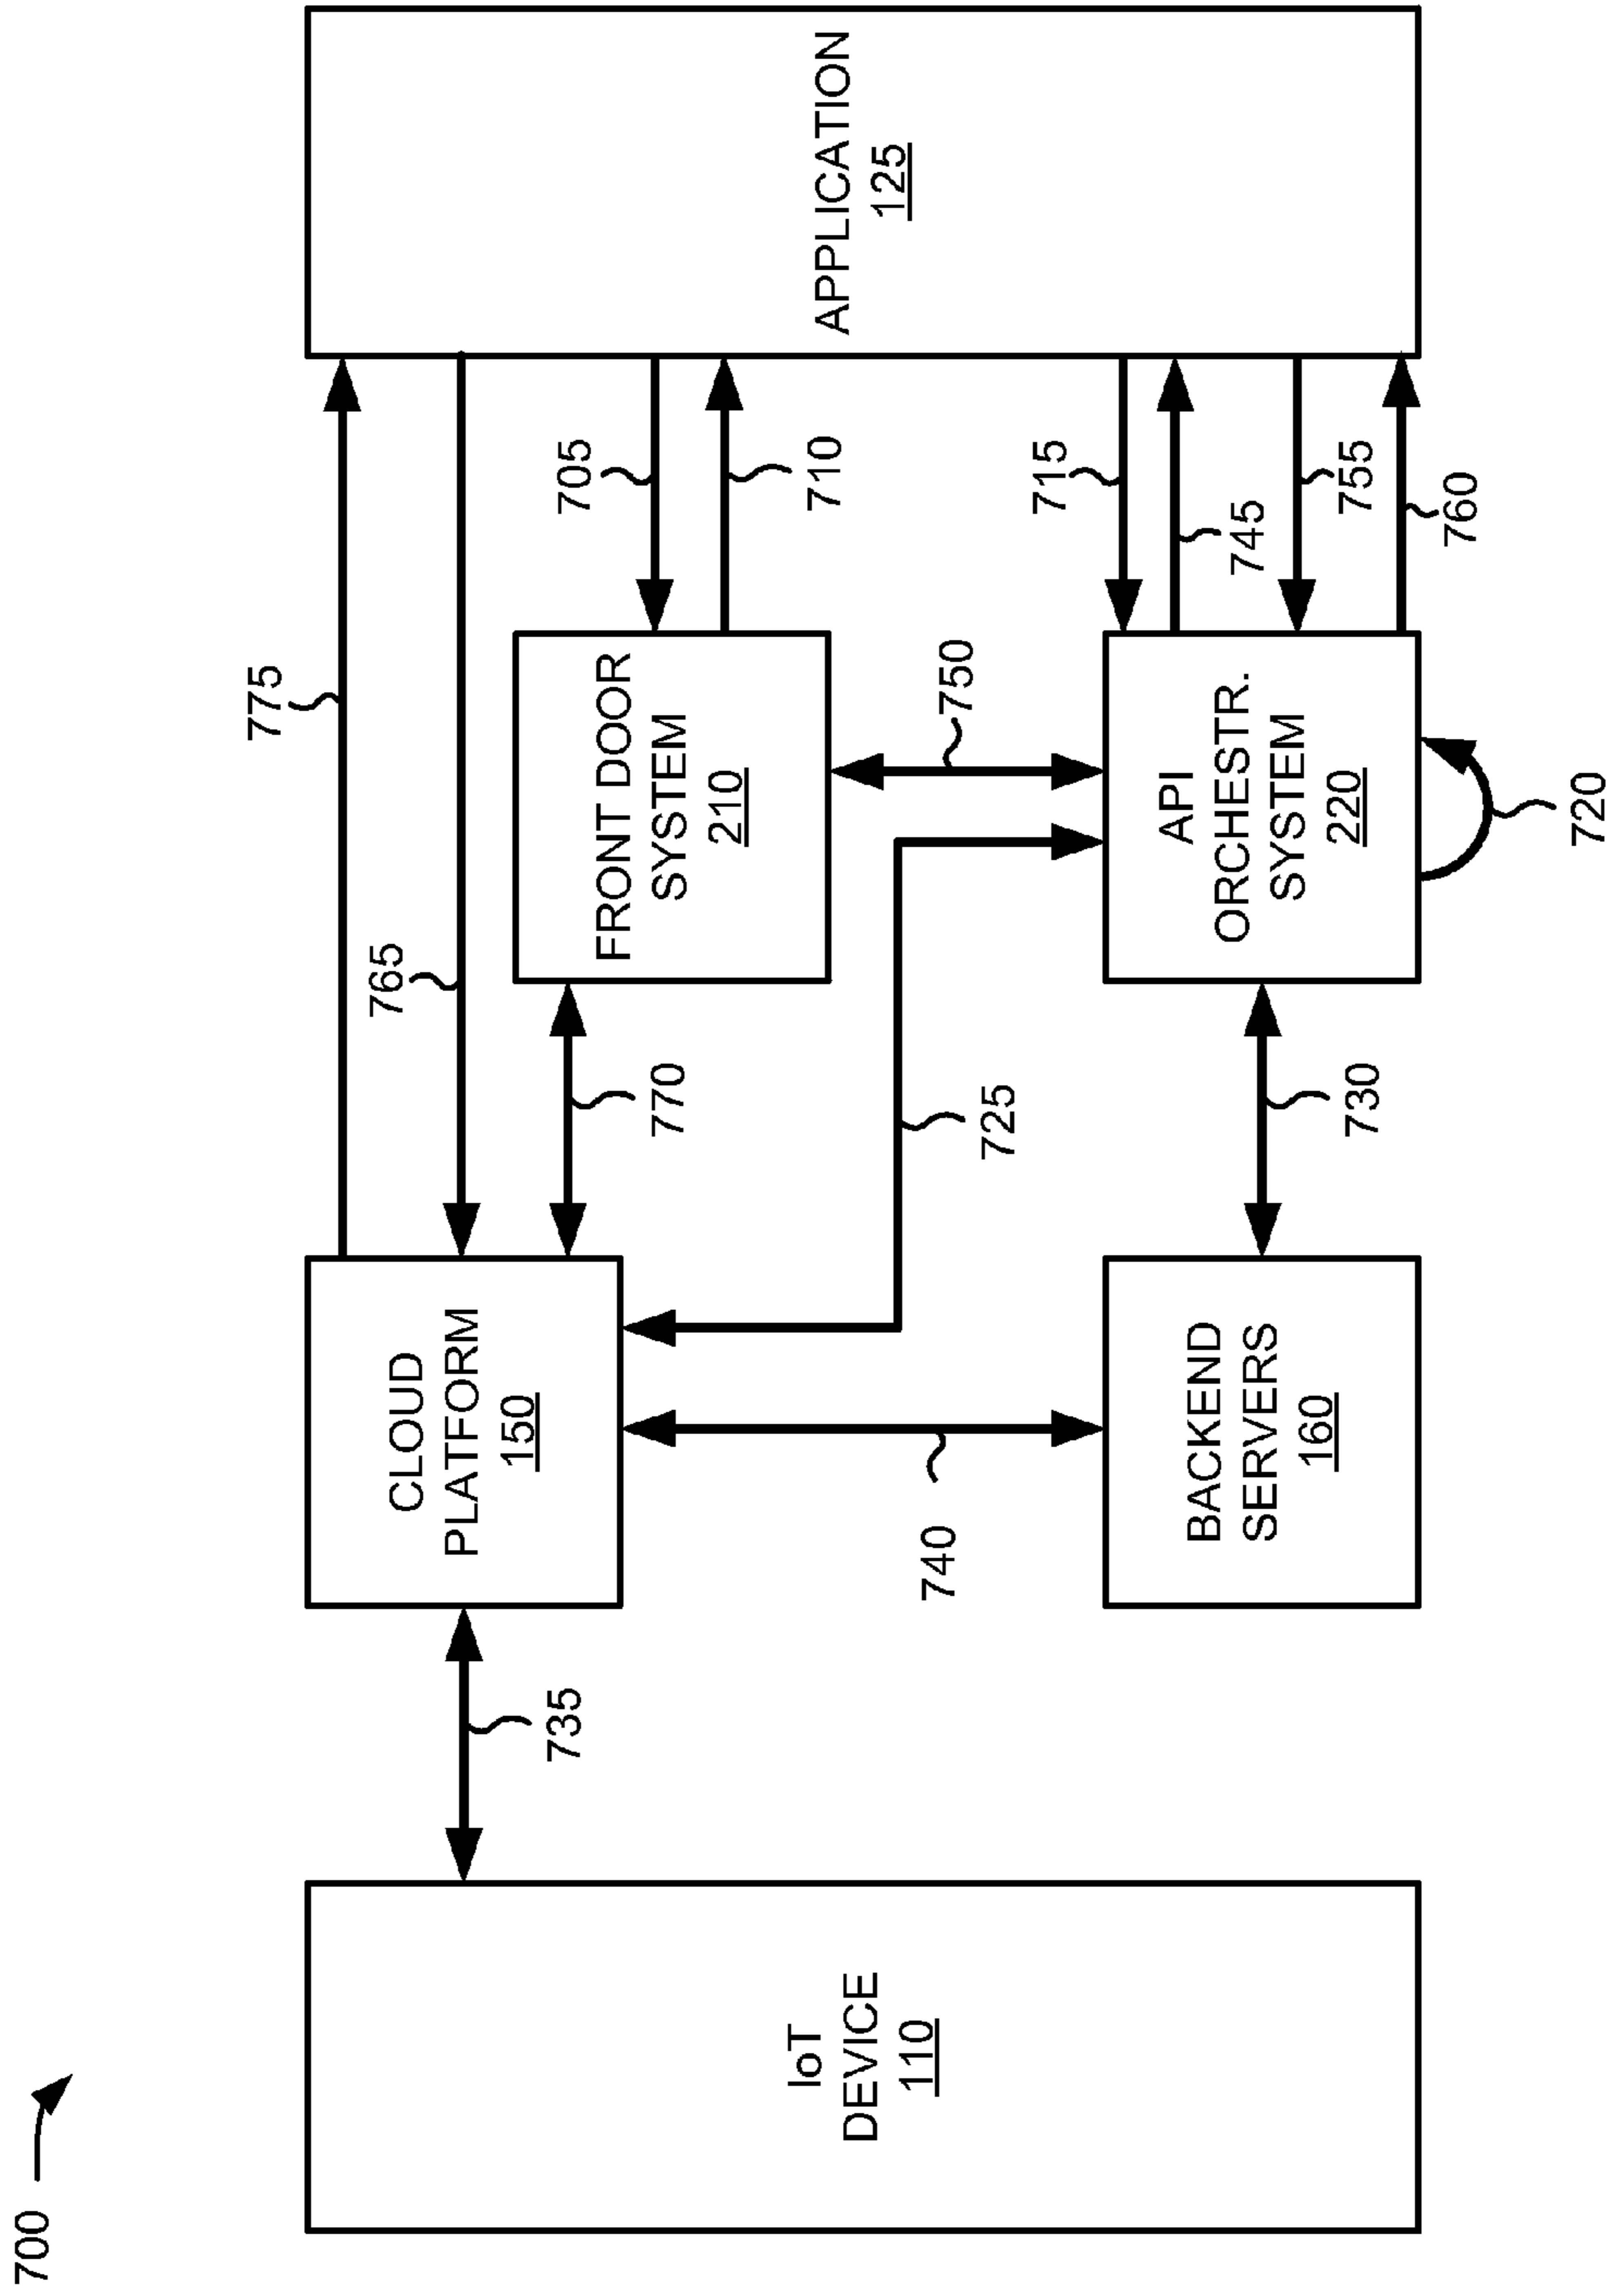 700
IoT
DEVICE
110
735
CLOUD
PLATFORM
150
740
BACKEND
SERVERS
160
775
765
770
725
730
FRONT DOOR
SYSTEM
210
750
API
ORCHESTR.
SYSTEM
220
720
705
710
715
745
755
760
APPLICATION
125